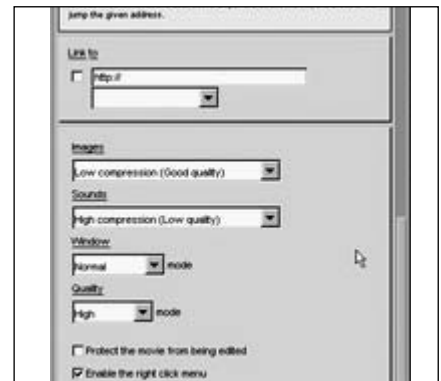 jump the given address.
Link to
http://
Images
Low compression (Good quality)
Sounds
High compression (Low quality)
Window
Normal mode
Quality
High mode
Protect the movie from being edited
Enable the right click menu